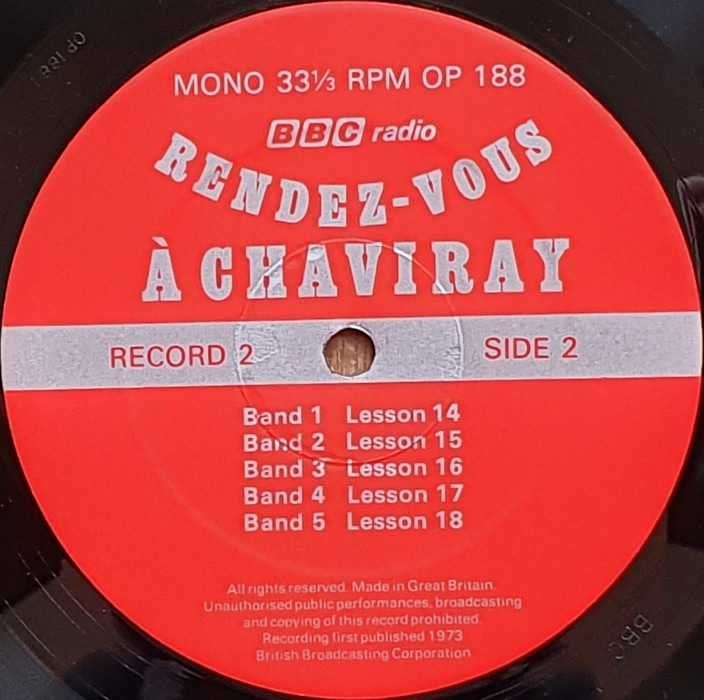 MONO 33⅓ RPM OP 188
BBC radio
RENDEZ-VOUS
À CHAVIRAY
RECORD 2 SIDE 2
Band 1 Lesson 14
Band 2 Lesson 15
Band 3 Lesson 16
Band 4 Lesson 17
Band 5 Lesson 18
All rights reserved. Made in Great Britain.
Unauthorised public performances, broadcasting
and copying of this record prohibited.
Recording first published 1973
British Broadcasting Corporation
BBC